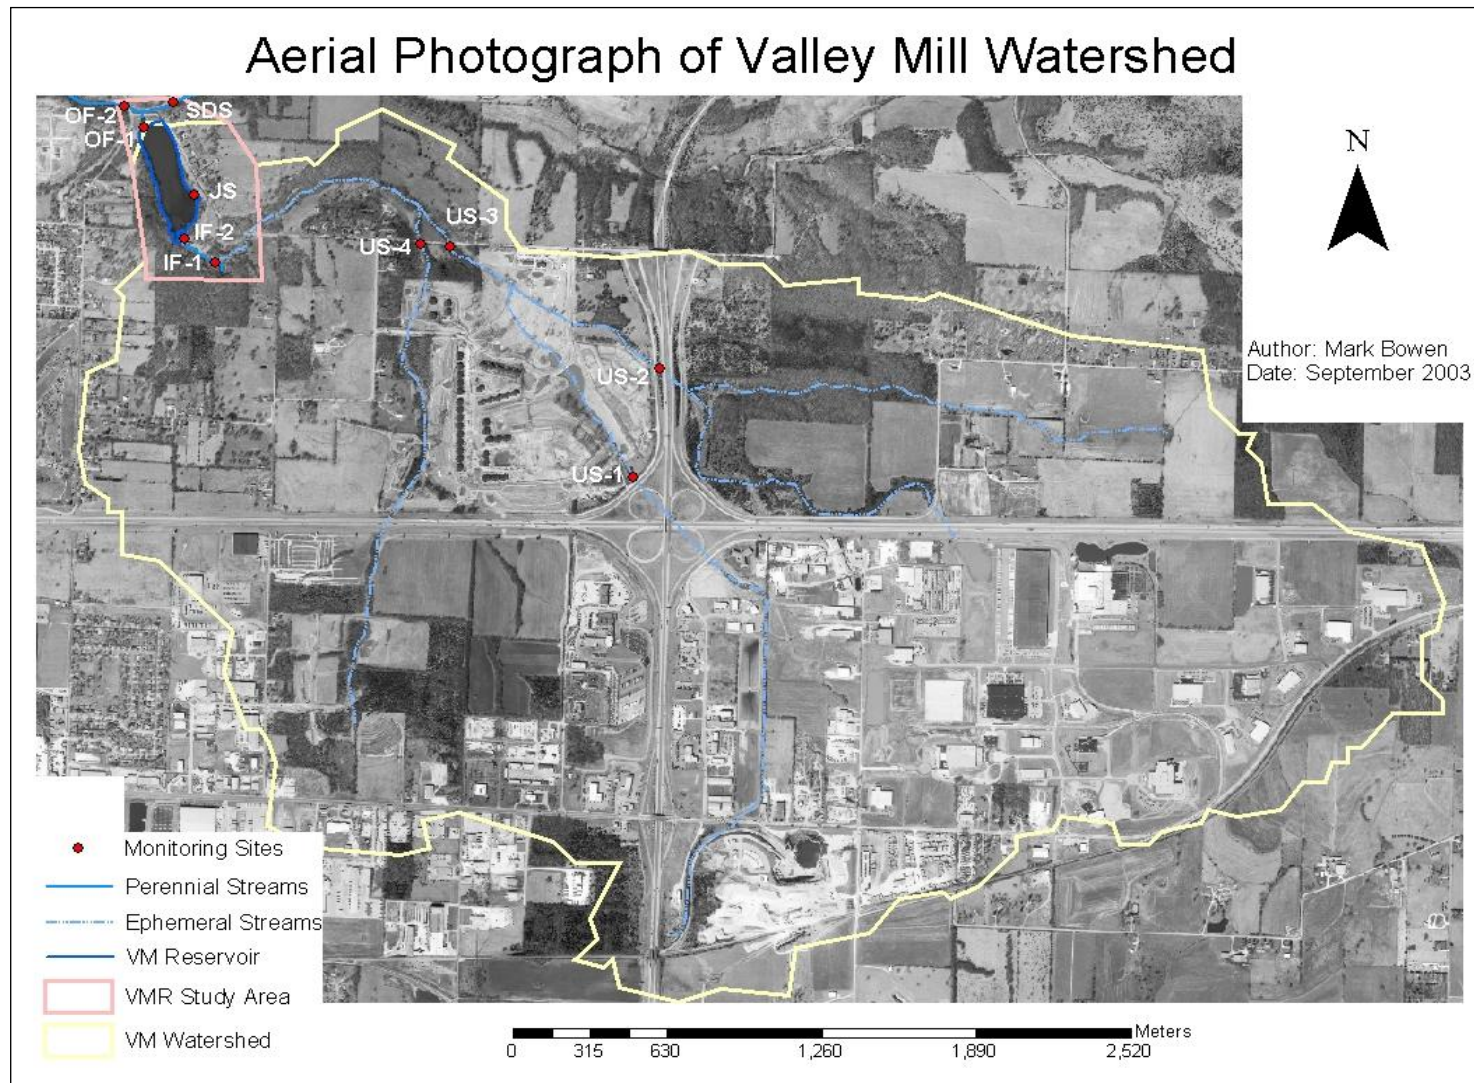 Aerial Photograph of Valley Mill Watershed
OF-2
SDS
OF-1
JS
IF-2
IF-1
US-3
US-4
US-2
US-1
N
Author: Mark Bowen
Date: September 2003
Monitoring Sites
Perennial Streams
Ephemeral Streams
VM Reservoir
VMR Study Area
VM Watershed
Meters
0 315 630 1,260 1,890 2,520